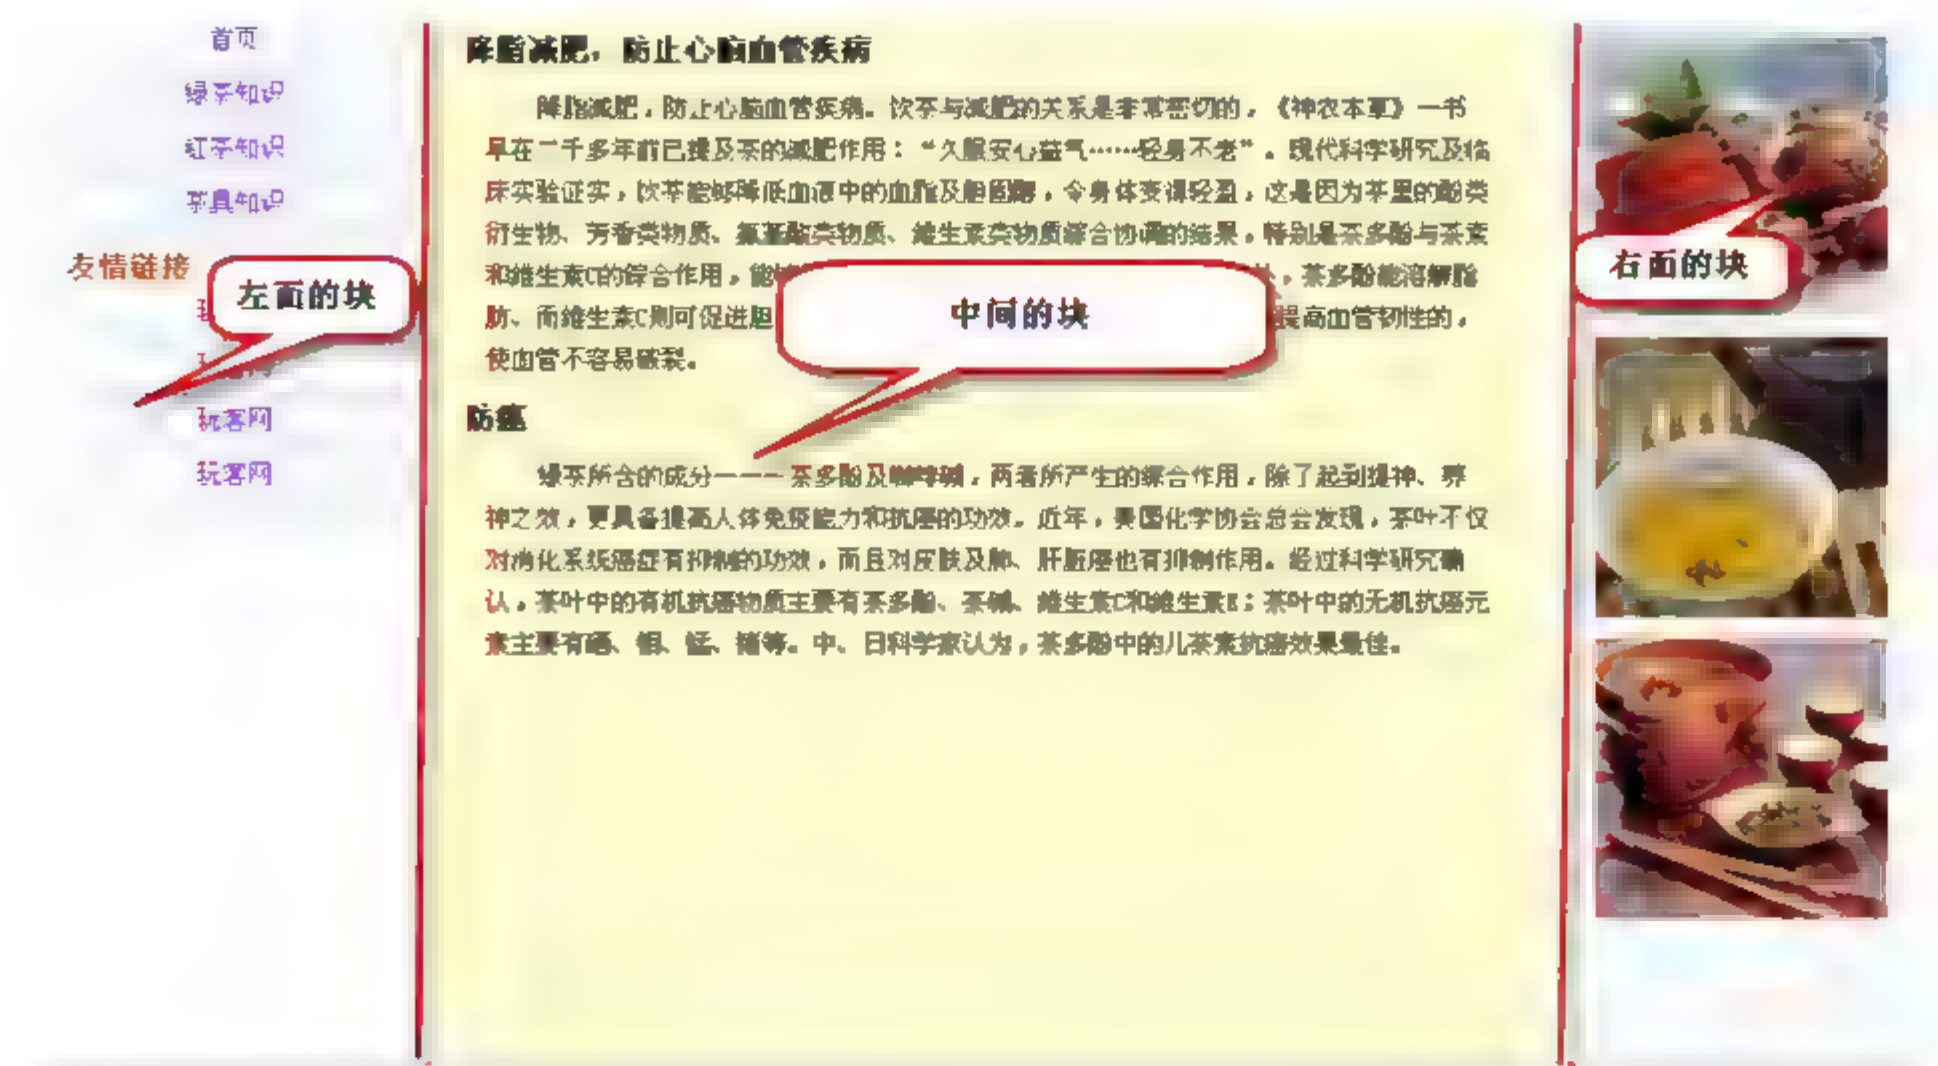 首页
绿茶知识
红茶知识
茶具知识
友情链接
左面的块
玩客网
玩客网
降脂减肥，防止心脑血管疾病
降脂减肥，防止心脑血管疾病。饮茶与减肥的关系是非常密切的，《神农本草》一书
早在二千多年前已提及茶的减肥作用：“久服安心益气……轻身不老”。现代科学研究及临
床实验证实，饮茶能够降低血液中的血脂及胆固醇，令身体变得轻盈，这是因为茶里的酚类
衍生物、芳香类物质、氨基酸类物质、维生素类物质综合协调的结果，特别是茶多酚与茶素
和维生素C的综合作用，能 ，茶多酚能溶解脂
肪、而维生素C则可促进胆 提高血管韧性的，
使血管不容易破裂。
中间的块
防癌
绿茶所含的成分———茶多酚及咖啡碱，两者所产生的综合作用，除了起到提神、养
神之效，更具备提高人体免疫能力和抗癌的功效。近年，美国化学协会总会发现，茶叶不仅
对消化系统癌症有抑制的功效，而且对皮肤及肺、肝脏癌也有抑制作用。经过科学研究确
认，茶叶中的有机抗癌物质主要有茶多酚、茶碱、维生素C和维生素E；茶叶中的无机抗癌元
素主要有硒、钼、锰、锗等。中、日科学家认为，茶多酚中的儿茶素抗癌效果最佳。
右面的块